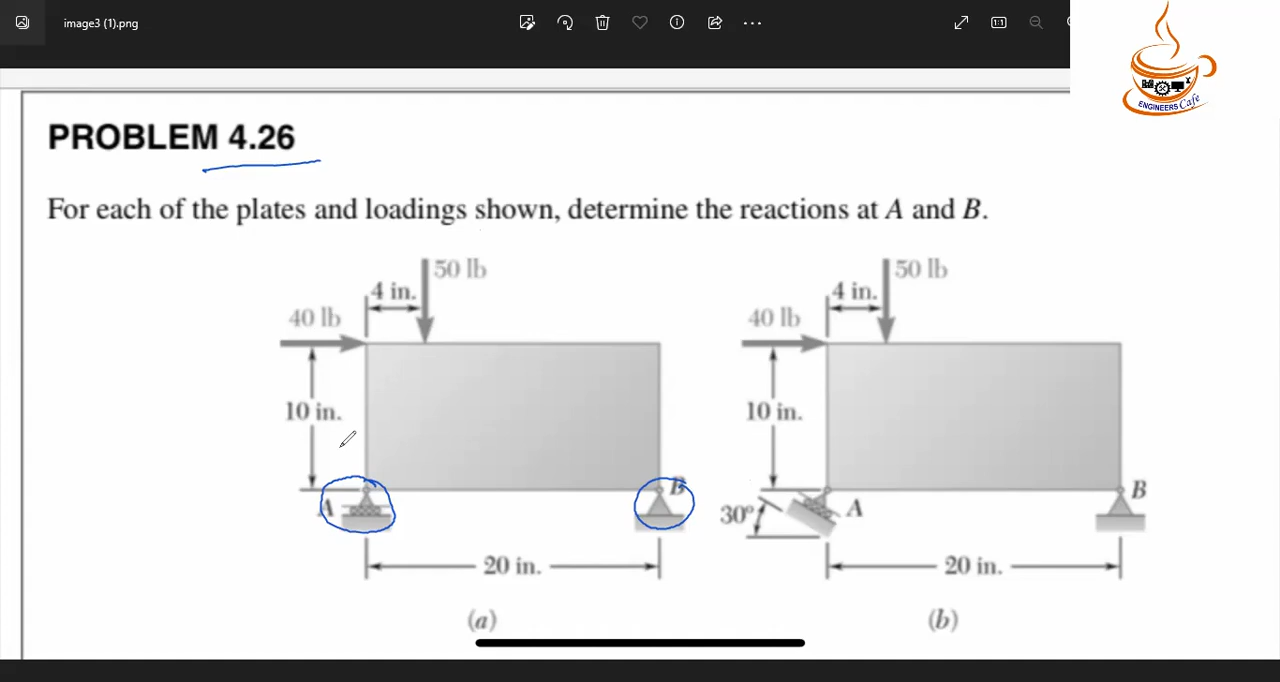 image3 (1).png
ENGINEERS Cafe
PROBLEM 4.26
For each of the plates and loadings shown, determine the reactions at A and B.
50 lb
4 in.
40 lb
10 in.
A
B
20 in.
(a)
50 lb
4 in.
40 lb
10 in.
30°
A
B
20 in.
(b)